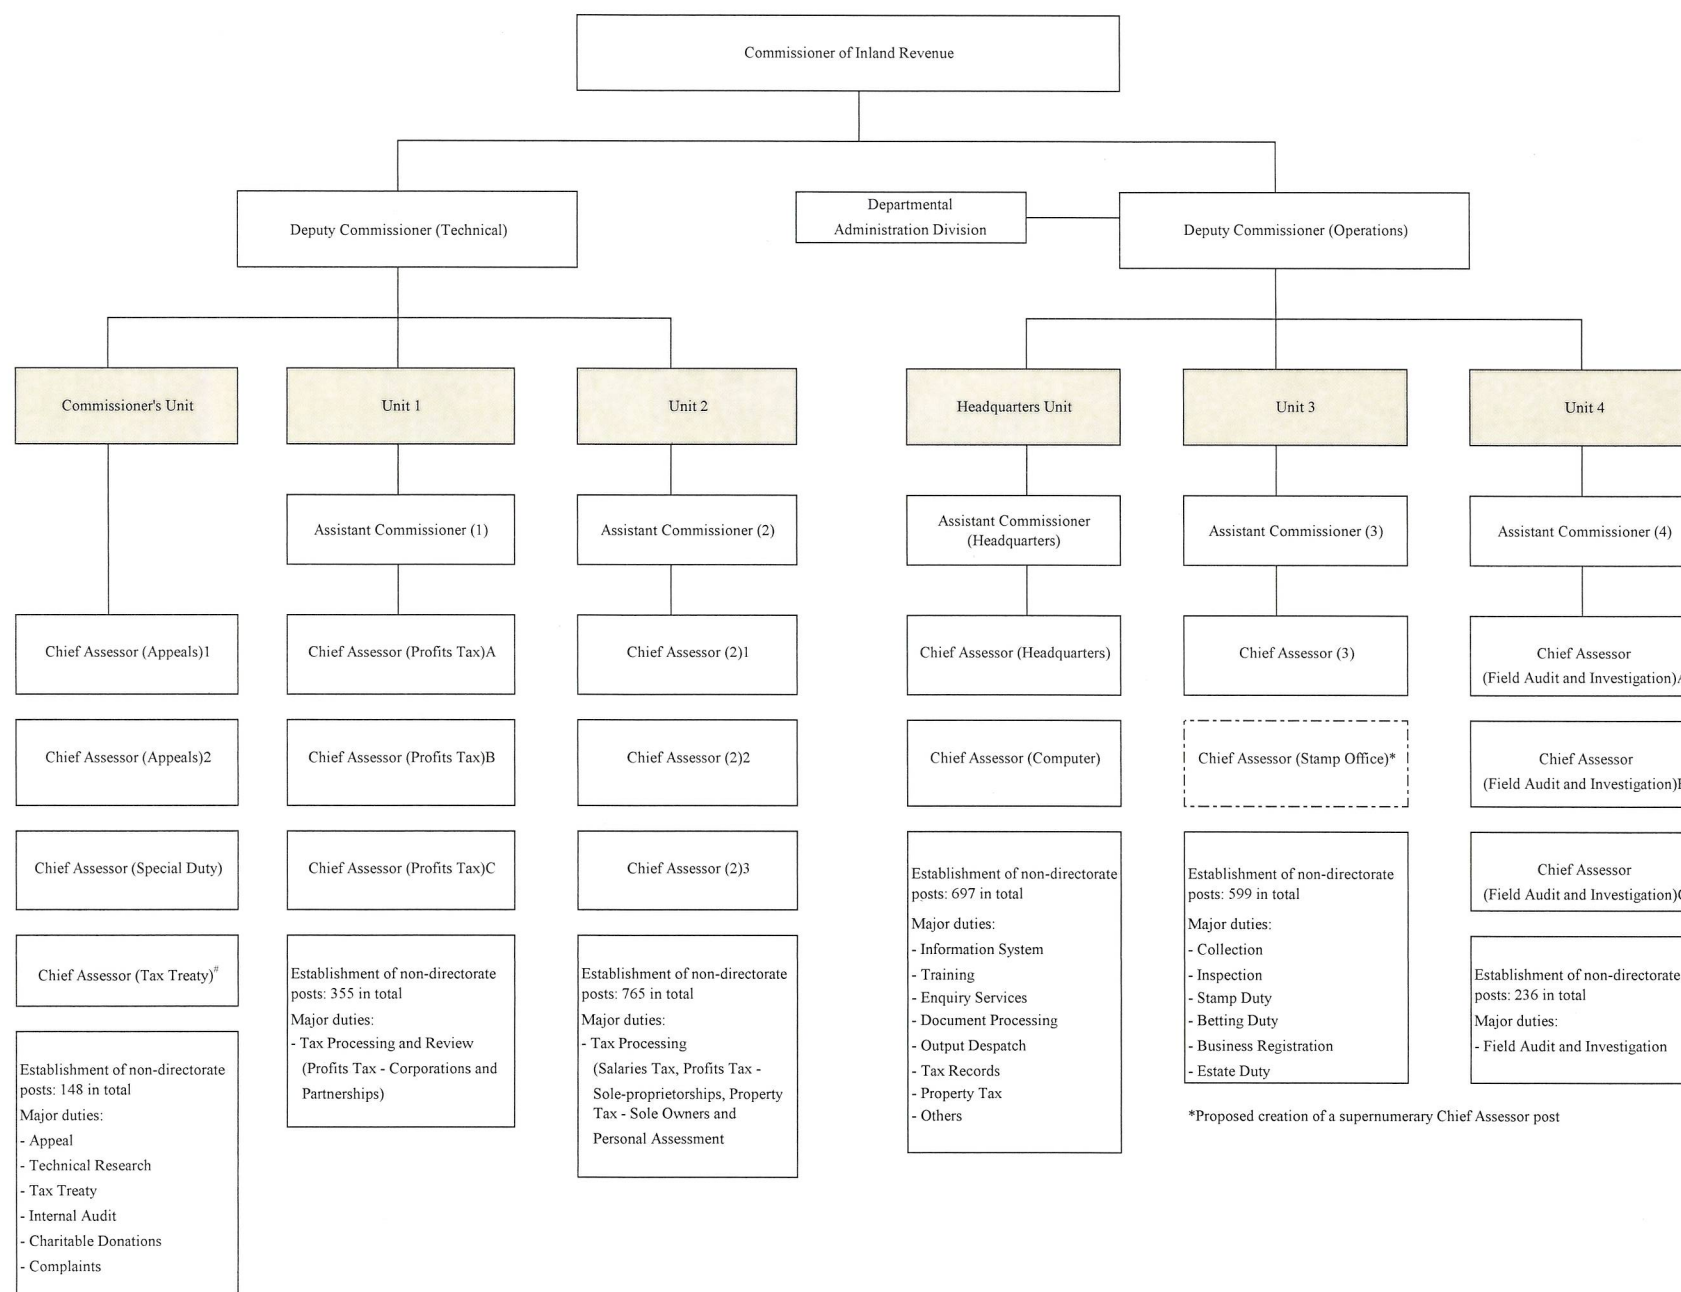 Commissioner of Inland Revenue
Deputy Commissioner (Technical)
Departmental
Administration Division
Deputy Commissioner (Operations)
Commissioner's Unit
Unit 1
Unit 2
Headquarters Unit
Unit 3
Unit 4
Assistant Commissioner (1)
Assistant Commissioner (2)
Assistant Commissioner
(Headquarters)
Assistant Commissioner (3)
Assistant Commissioner (4)
Chief Assessor (Appeals)1
Chief Assessor (Profits Tax)A
Chief Assessor (2)1
Chief Assessor (Headquarters)
Chief Assessor (3)
Chief Assessor
(Field Audit and Investigation)A
Chief Assessor (Appeals)2
Chief Assessor (Profits Tax)B
Chief Assessor (2)2
Chief Assessor (Computer)
Chief Assessor (Stamp Office)*
Chief Assessor
(Field Audit and Investigation)B
Chief Assessor (Special Duty)
Chief Assessor (Profits Tax)C
Chief Assessor (2)3
Chief Assessor
(Field Audit and Investigation)C
Chief Assessor (Tax Treaty)#
Establishment of non-directorate
posts: 148 in total
Major duties:
- Appeal
- Technical Research
- Tax Treaty
- Internal Audit
- Charitable Donations
- Complaints
Establishment of non-directorate
posts: 355 in total
Major duties:
- Tax Processing and Review
(Profits Tax - Corporations and
Partnerships)
Establishment of non-directorate
posts: 765 in total
Major duties:
- Tax Processing
(Salaries Tax, Profits Tax -
Sole-proprietorships, Property
Tax - Sole Owners and
Personal Assessment
Establishment of non-directorate
posts: 697 in total
Major duties:
- Information System
- Training
- Enquiry Services
- Document Processing
- Output Despatch
- Tax Records
- Property Tax
- Others
Establishment of non-directorate
posts: 599 in total
Major duties:
- Collection
- Inspection
- Stamp Duty
- Betting Duty
- Business Registration
- Estate Duty
*Proposed creation of a supernumerary Chief Assessor post
Establishment of non-directorate
posts: 236 in total
Major duties:
- Field Audit and Investigation